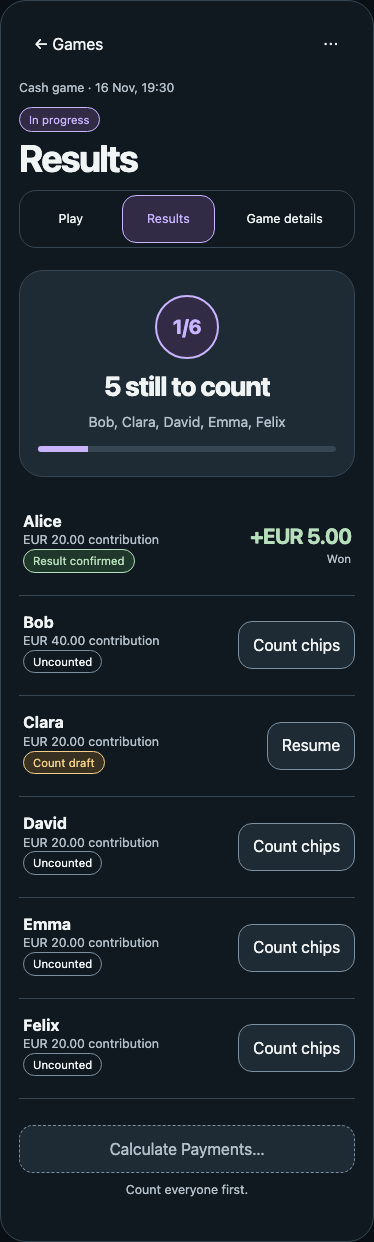 ← Games
...
Cash game · 16 Nov, 19:30
In progress
Results
Play Results Game details
1/6
5 still to count
Bob, Clara, David, Emma, Felix
Alice
EUR 20.00 contribution
Result confirmed
+EUR 5.00
Won
Bob
EUR 40.00 contribution
Uncounted
Count chips
Clara
EUR 20.00 contribution
Count draft
Resume
David
EUR 20.00 contribution
Uncounted
Count chips
Emma
EUR 20.00 contribution
Uncounted
Count chips
Felix
EUR 20.00 contribution
Uncounted
Count chips
Calculate Payments...
Count everyone first.